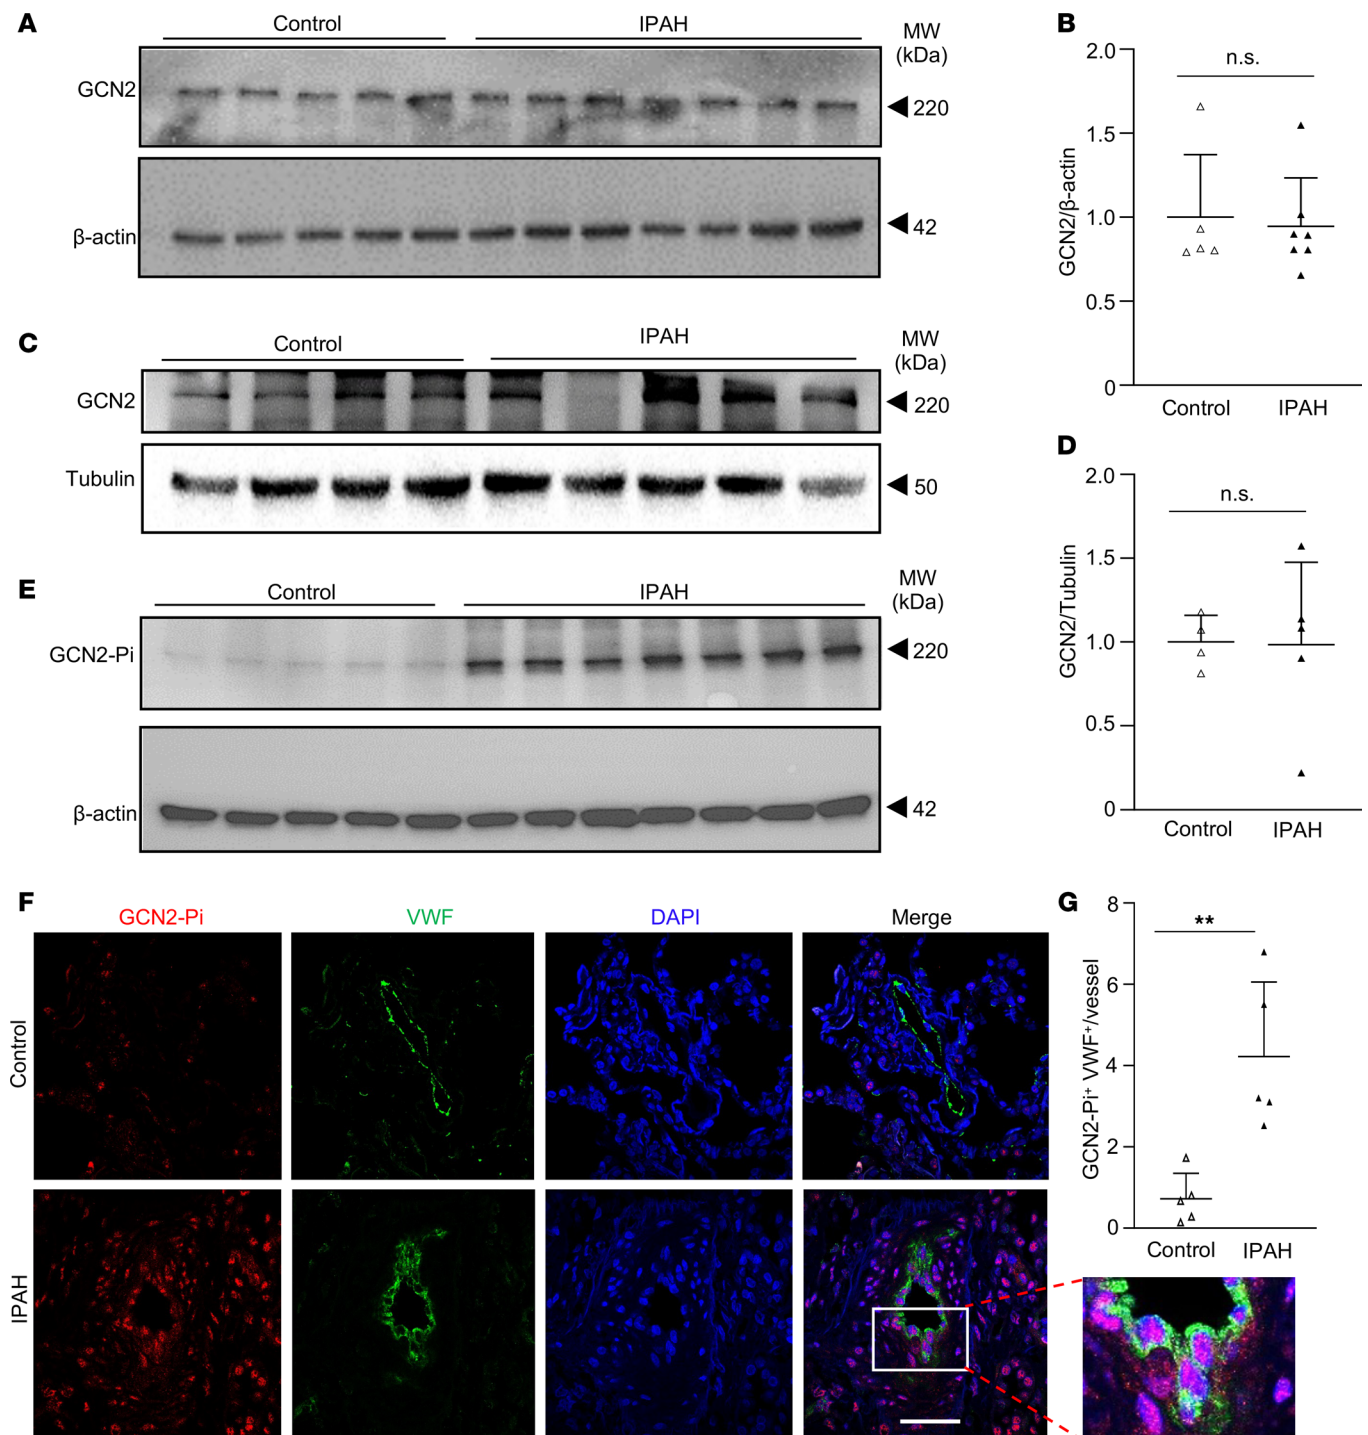 A
Control
IPAH
MW
(kDa)
GCN2
220
β-actin
42
B
2.0
1.5
1.0
0.5
0
GCN2/β-actin
n.s.
Control
IPAH
C
Control
IPAH
MW
(kDa)
GCN2
220
Tubulin
50
D
2.0
1.5
1.0
0.5
0
GCN2/Tubulin
n.s.
Control
IPAH
E
Control
IPAH
MW
(kDa)
GCN2-Pi
220
β-actin
42
F
GCN2-Pi
VWF
DAPI
Merge
Control
IPAH
G
8
6
4
2
0
GCN2-Pi⁺ VWF⁺/vessel
**
Control
IPAH